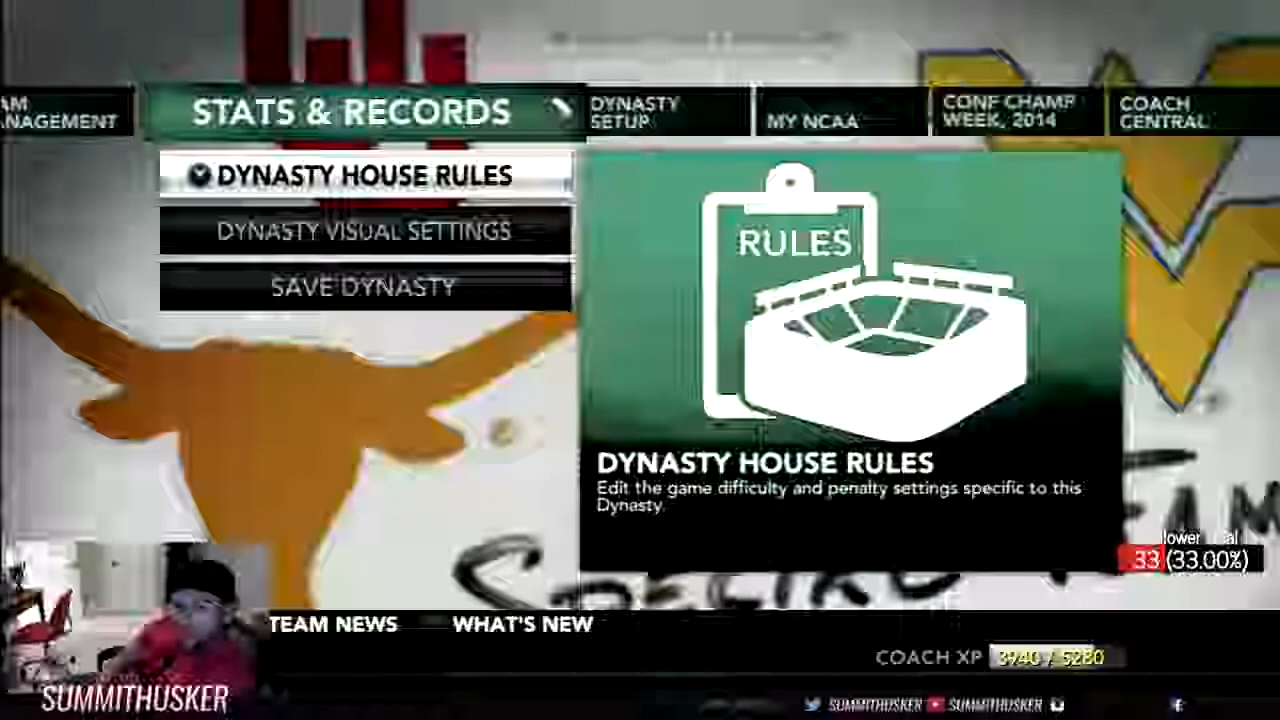 AM
NAGEMENT
STATS & RECORDS
DYNASTY
SETUP
MY NCAA
CONF CHAMP
WEEK, 2014
COACH
CENTRAL
DYNASTY HOUSE RULES
DYNASTY VISUAL SETTINGS
SAVE DYNASTY
RULES
DYNASTY HOUSE RULES
Edit the game difficulty and penalty settings specific to this
Dynasty.
lower
33 (33.00%)
TEAM NEWS
WHAT'S NEW
COACH XP 3940 / 5280
SUMMITHUSKER
SUMMITHUSKER SUMMITHUSKER